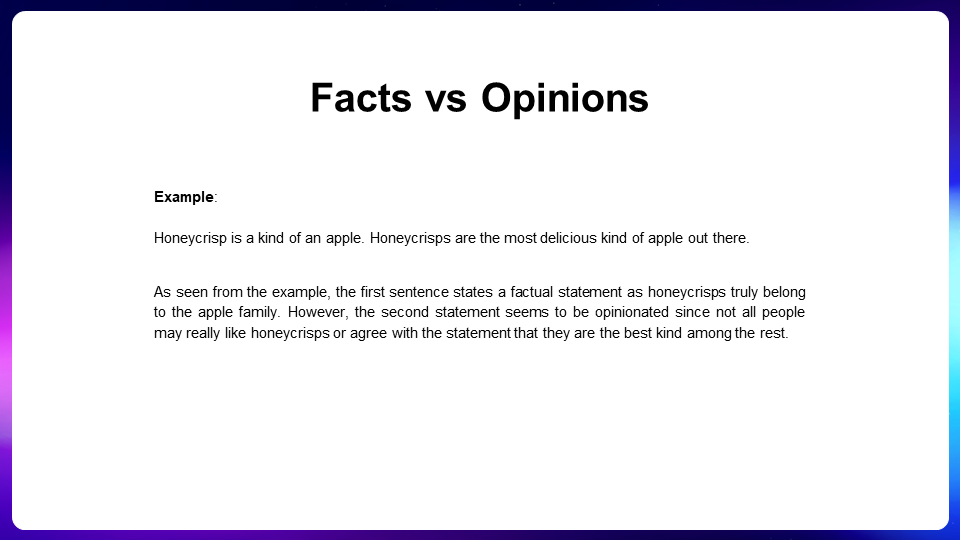 Facts vs Opinions
Example:
Honeycrisp is a kind of an apple. Honeycrisps are the most delicious kind of apple out there.
As seen from the example, the first sentence states a factual statement as honeycrisps truly belong
to the apple family. However, the second statement seems to be opinionated since not all people
may really like honeycrisps or agree with the statement that they are the best kind among the rest.